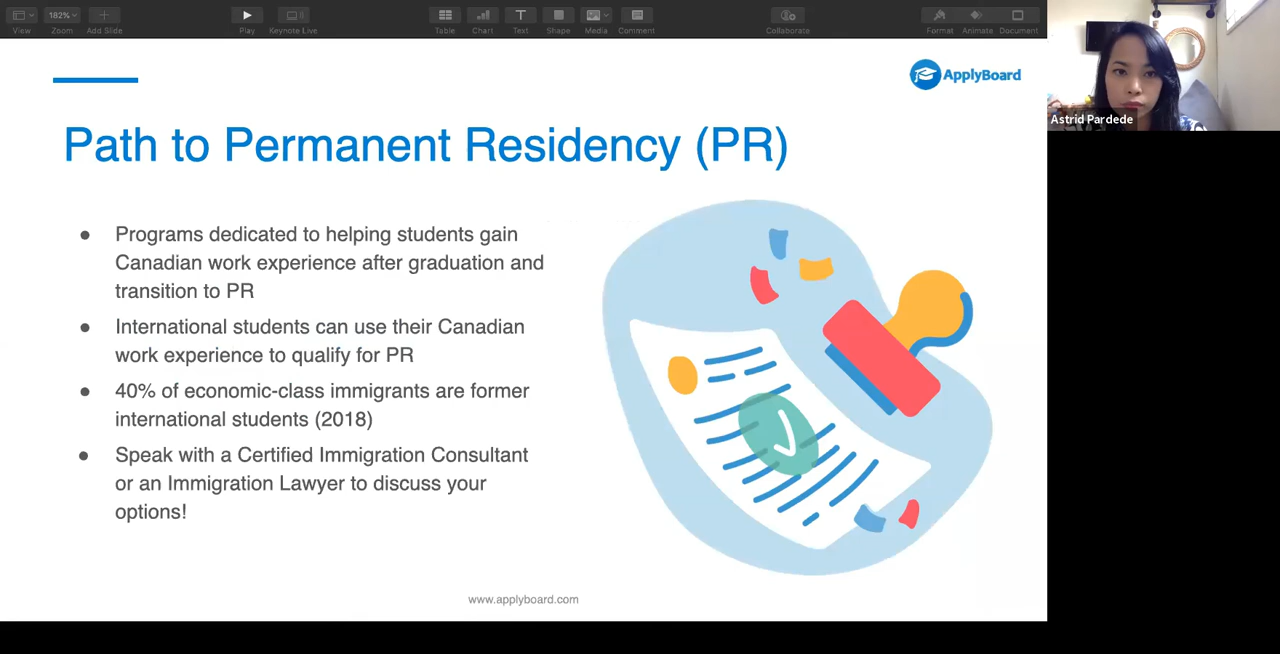 View
182%
Zoom
Add Slide
Play
Keynote Live
Table
Chart
Text
Shape
Media
Comment
Collaborate
Format
Animate
Document
ApplyBoard
Astrid Pardede
Path to Permanent Residency (PR)
● Programs dedicated to helping students gain
Canadian work experience after graduation and
transition to PR
● International students can use their Canadian
work experience to qualify for PR
● 40% of economic-class immigrants are former
international students (2018)
● Speak with a Certified Immigration Consultant
or an Immigration Lawyer to discuss your
options!
www.applyboard.com